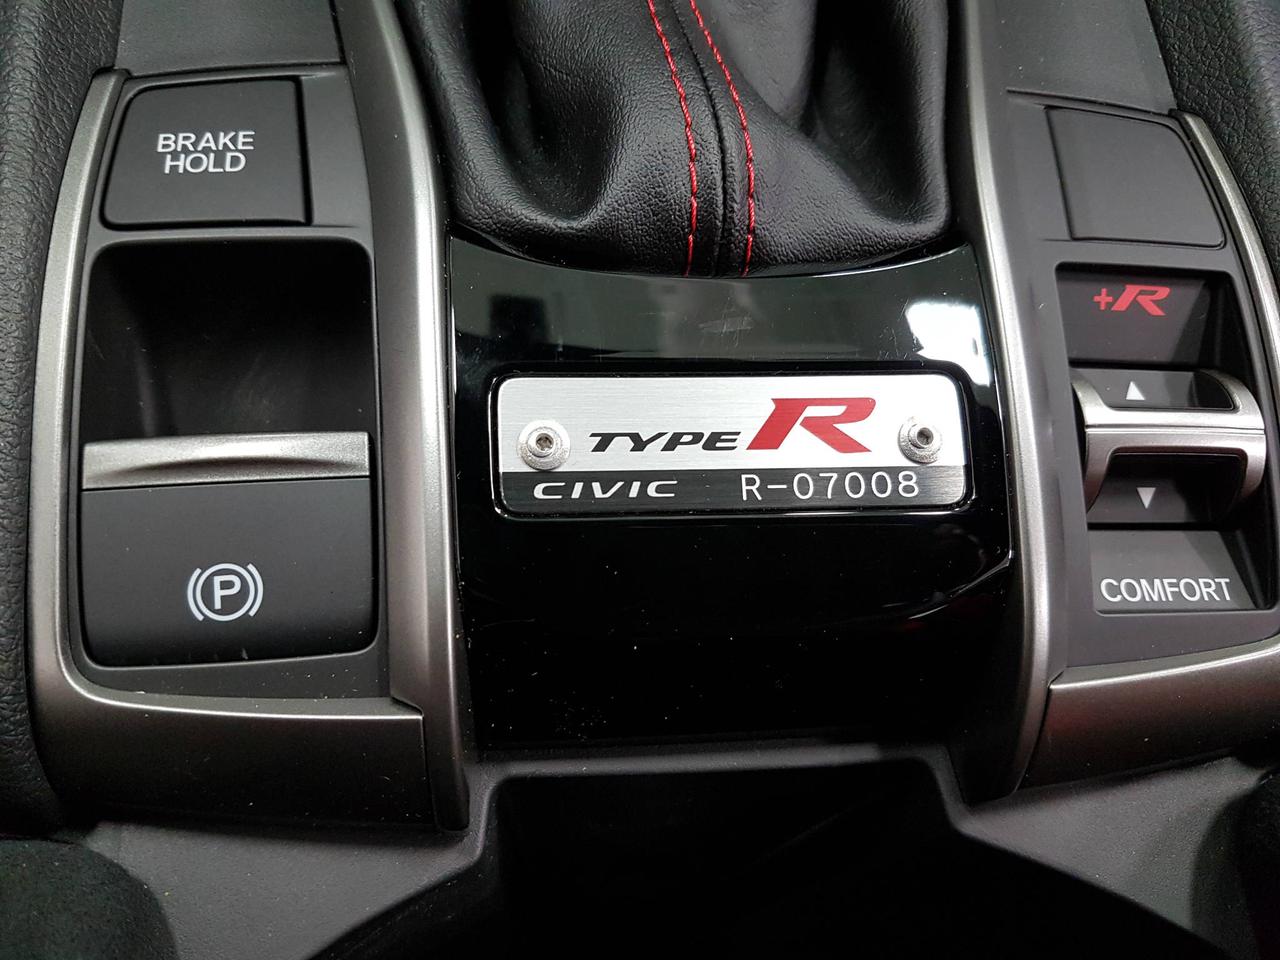 BRAKE
HOLD
+R
TYPE R
CIVIC R-07008
P
COMFORT